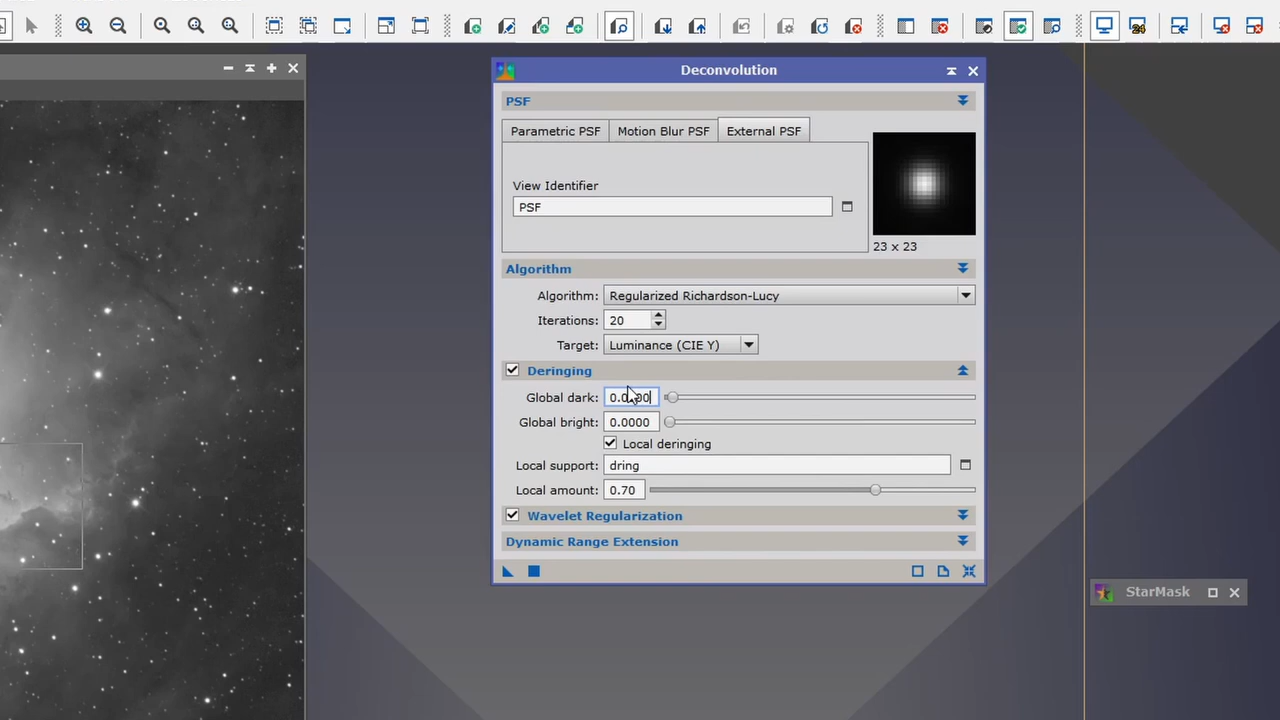 24
Deconvolution
PSF
Parametric PSF Motion Blur PSF External PSF
View Identifier
PSF
23 x 23
Algorithm
Algorithm: Regularized Richardson-Lucy
Iterations: 20
Target: Luminance (CIE Y)
Deringing
Global dark:
Global bright: 0.0000
Local deringing
Local support: dring
Local amount: 0.70
Wavelet Regularization
Dynamic Range Extension
StarMask